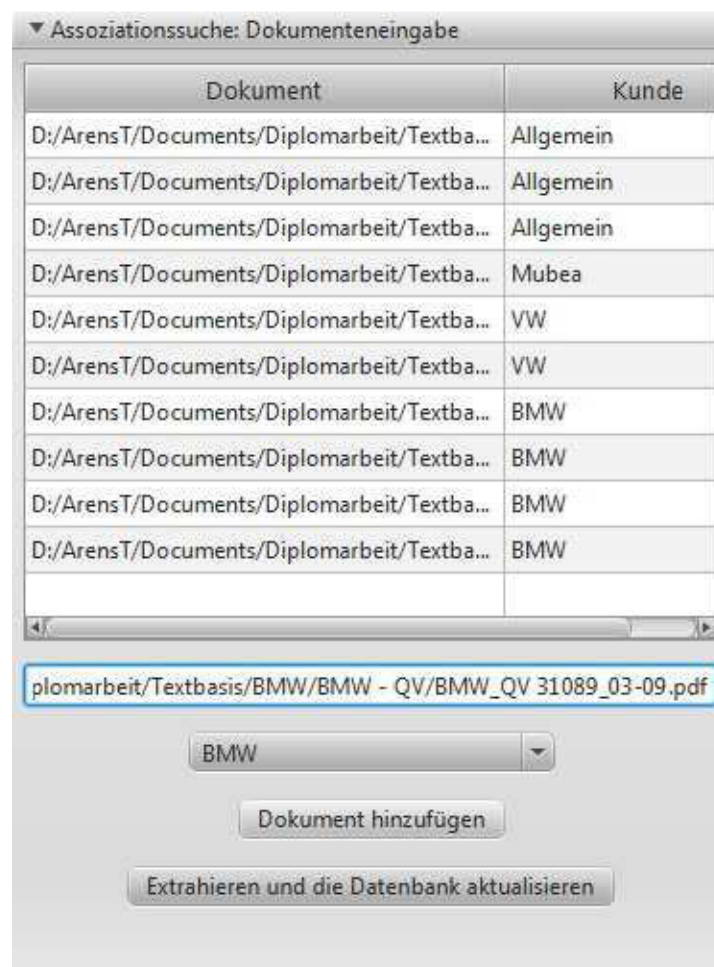 Assoziationssuche: Dokumenteneingabe
Dokument Kunde
D:/ArensT/Documents/Diplomarbeit/Textba... Allgemein
D:/ArensT/Documents/Diplomarbeit/Textba... Allgemein
D:/ArensT/Documents/Diplomarbeit/Textba... Allgemein
D:/ArensT/Documents/Diplomarbeit/Textba... Mubea
D:/ArensT/Documents/Diplomarbeit/Textba... VW
D:/ArensT/Documents/Diplomarbeit/Textba... VW
D:/ArensT/Documents/Diplomarbeit/Textba... BMW
D:/ArensT/Documents/Diplomarbeit/Textba... BMW
D:/ArensT/Documents/Diplomarbeit/Textba... BMW
D:/ArensT/Documents/Diplomarbeit/Textba... BMW
plomarbeit/Textbasis/BMW/BMW - QV/BMW_QV 31089_03-09.pdf
BMW
Dokument hinzufügen
Extrahieren und die Datenbank aktualisieren